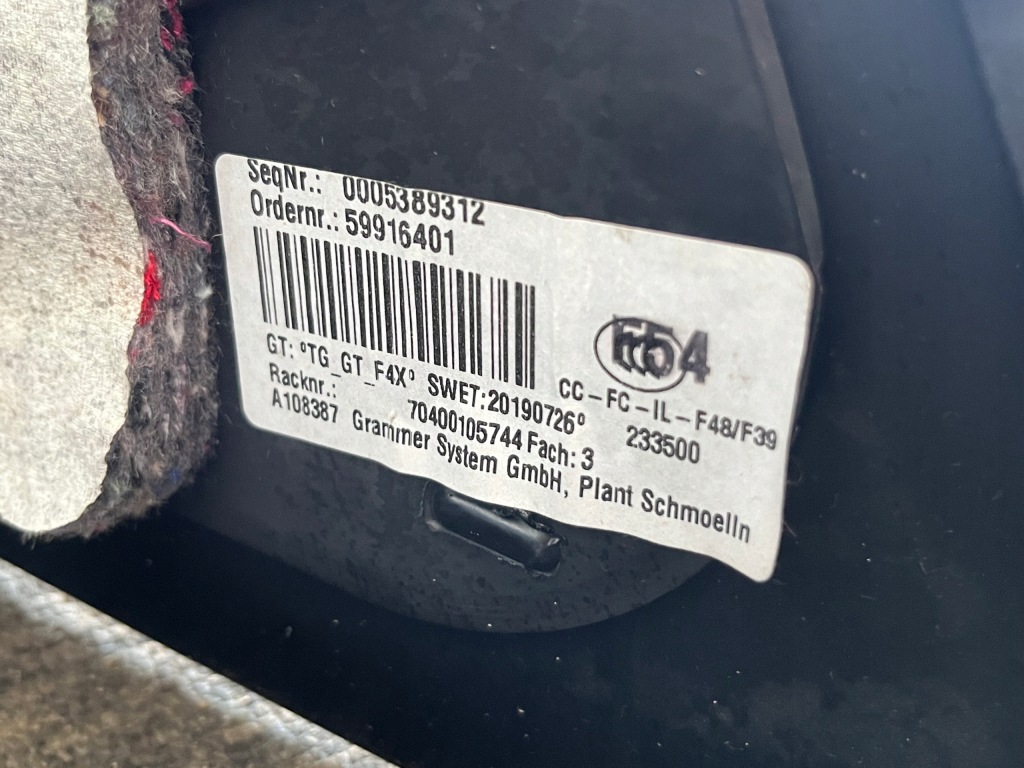 SeqNr.: 0005389312
Ordernr.: 59916401
54
GT: °TG_GT_F4X° SWET:20190726°
CC-FC-IL-F48/F39
Racknr.: 70400105744 Fach: 3 233500
A108387 Grammer System GmbH, Plant Schmoelln